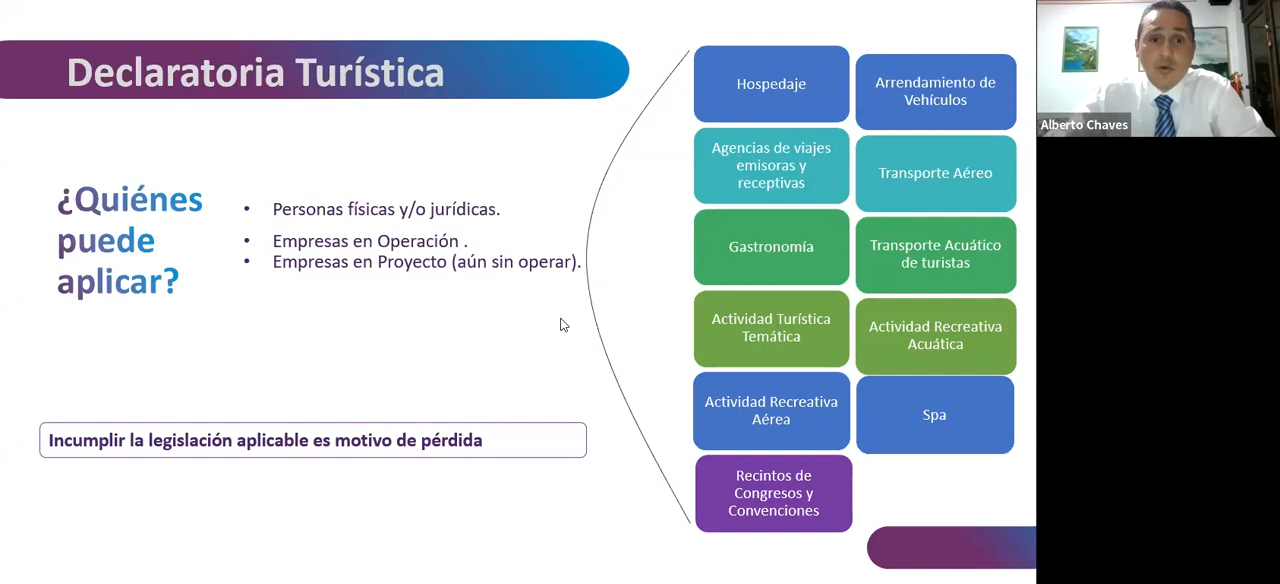 Declaratoria Turística
¿Quiénes
puede
aplicar?
• Personas físicas y/o jurídicas.
• Empresas en Operación .
• Empresas en Proyecto (aún sin operar).
Incumplir la legislación aplicable es motivo de pérdida
Hospedaje
Arrendamiento de
Vehículos
Agencias de viajes
emisoras y
receptivas
Transporte Aéreo
Gastronomía
Transporte Acuático
de turistas
Actividad Turística
Temática
Actividad Recreativa
Acuática
Actividad Recreativa
Aérea
Spa
Recintos de
Congresos y
Convenciones
Alberto Chaves